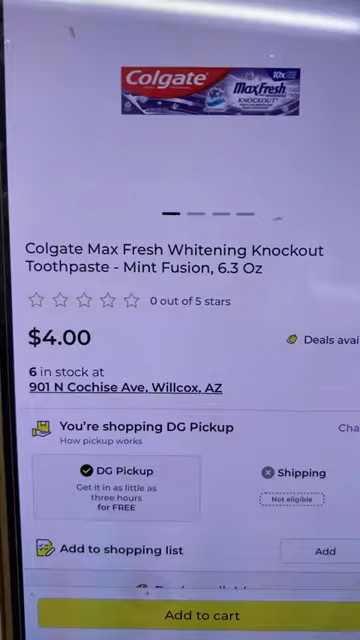 Colgate
MaxFresh
KNOCKOUT
10x
Colgate Max Fresh Whitening Knockout
Toothpaste - Mint Fusion, 6.3 Oz
0 out of 5 stars
$4.00
Deals avai
6 in stock at
901 N Cochise Ave, Willcox, AZ
You're shopping DG Pickup
Cha
How pickup works
DG Pickup
Get it in as little as
three hours
for FREE
Shipping
Not eligible
Add to shopping list
Add
Add to cart